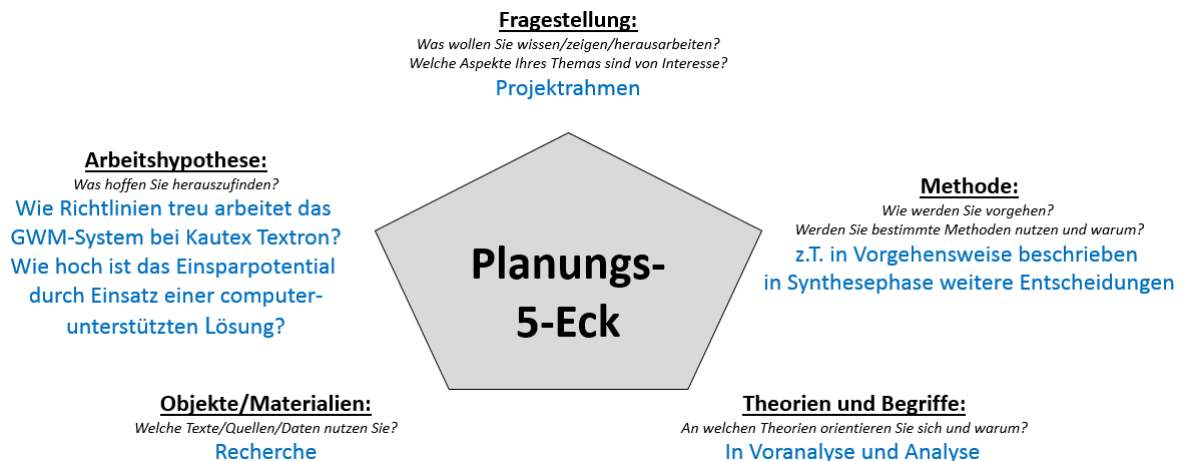 Fragestellung:
Was wollen Sie wissen/zeigen/herausarbeiten?
Welche Aspekte Ihres Themas sind von Interesse?
Projektrahmen
Arbeitshypothese:
Was hoffen Sie herauszufinden?
Wie Richtlinien treu arbeitet das
GWM-System bei Kautex Textron?
Wie hoch ist das Einsparpotential
durch Einsatz einer computer-
unterstützten Lösung?
Methode:
Wie werden Sie vorgehen?
Werden Sie bestimmte Methoden nutzen und warum?
z.T. in Vorgehensweise beschrieben
in Synthesephase weitere Entscheidungen
Planungs-
5-Eck
Objekte/Materialien:
Welche Texte/Quellen/Daten nutzen Sie?
Recherche
Theorien und Begriffe:
An welchen Theorien orientieren Sie sich und warum?
In Voranalyse und Analyse